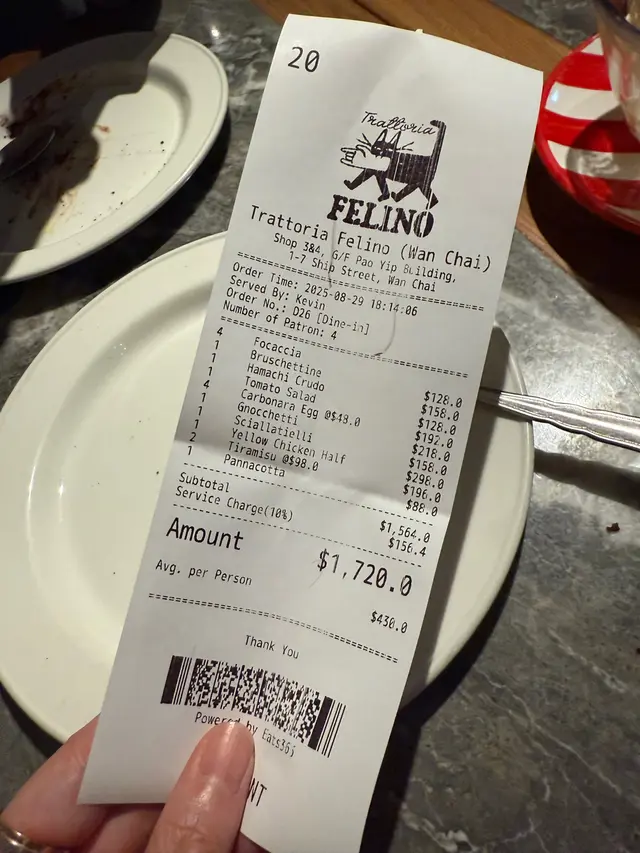 20
Trattoria
FELINO
Trattoria Felino (Wan Chai)
Shop 3&4, G/F Pao Yip Building,
1-7 Ship Street, Wan Chai
Order Time: 2025-08-29 18:14:06
Served By: Kevin
Order No.: D26 [Dine-in]
Number of Patron: 4
4 Focaccia
1 Bruschettine $128.0
1 Hamachi Crudo $158.0
1 Tomato Salad $128.0
4 Carbonara Egg @$48.0 $192.0
1 Gnocchetti $218.0
1 Sciallatielli $158.0
1 Yellow Chicken Half $298.0
2 Tiramisu @$98.0 $196.0
1 Pannacotta $88.0
Subtotal $1,564.0
Service Charge(10%) $156.4
Amount $1,720.0
Avg. per Person $430.0
Thank You
Powered by Eats365